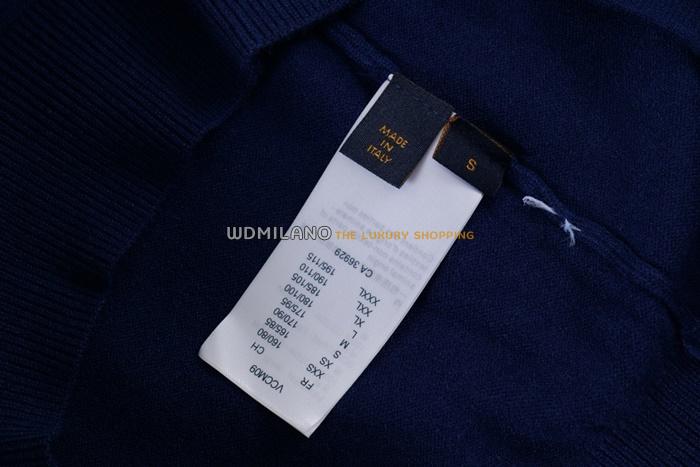 MADE
IN
ITALY
S
WDMILANO THE LUXURY SHOPPING
VCCM09
FR CH
XXS 160/80
XS 165/85
S 170/90
M 175/95
L 180/100
XL 185/105
XXL 190/110
XXXL 195/115
CA 36929